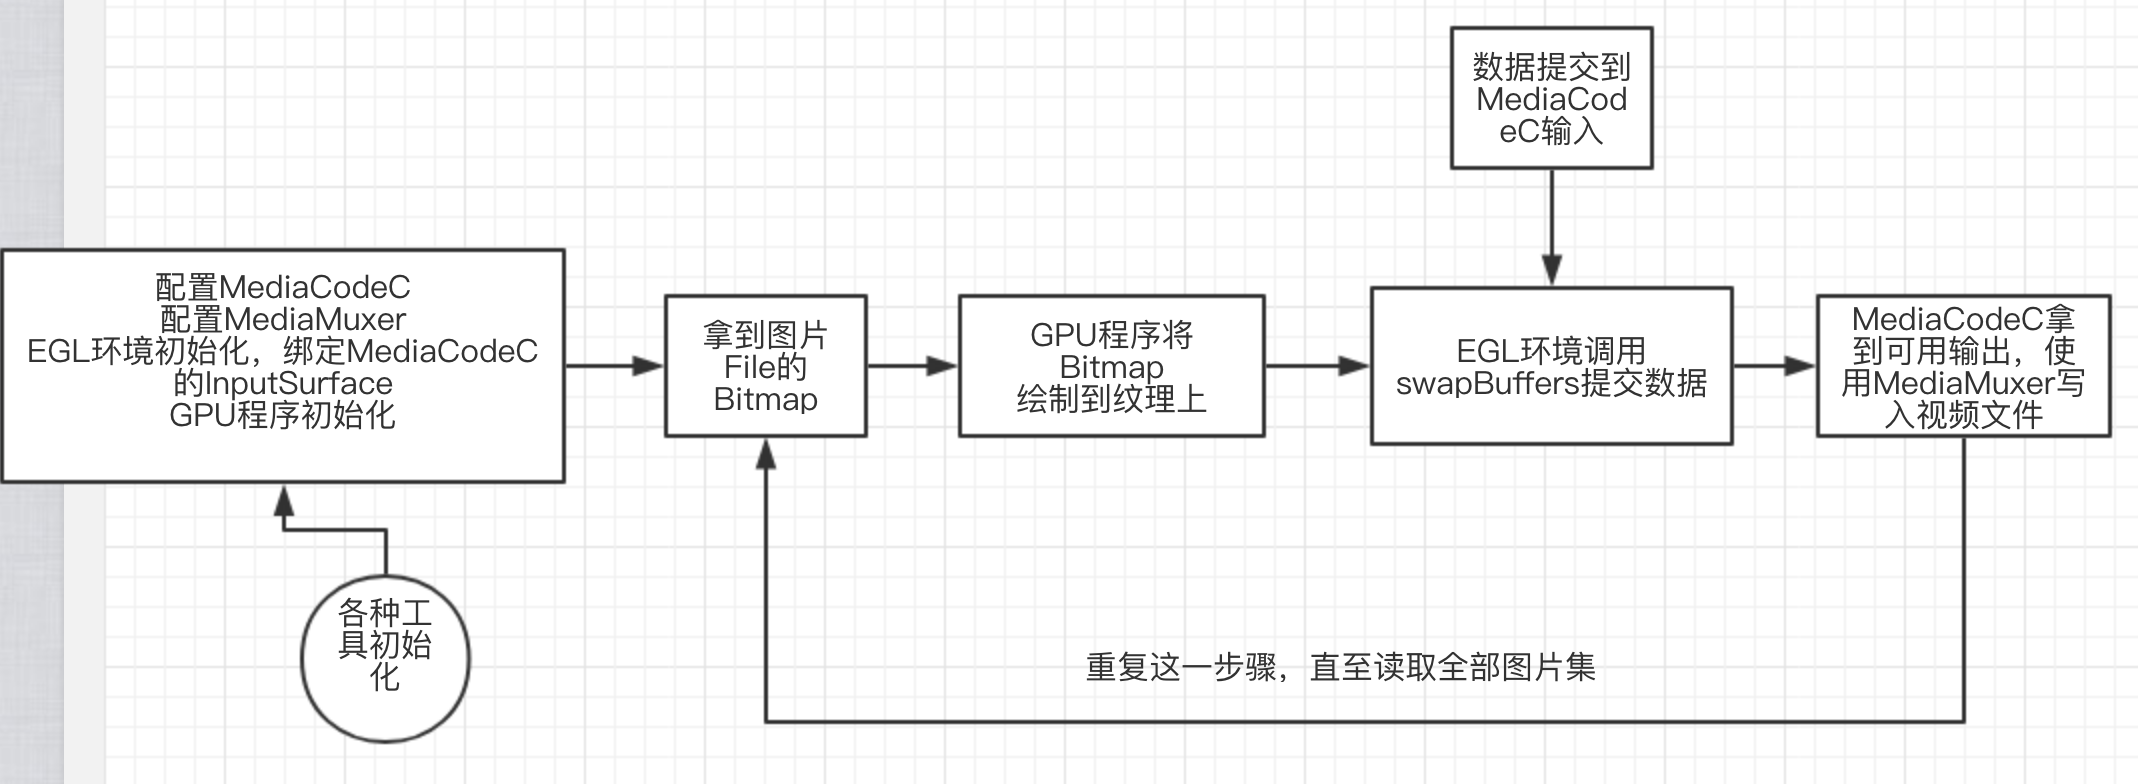 数据提交到
MediaCod
eC输入
配置MediaCodeC
配置MediaMuxer
EGL环境初始化，绑定MediaCodeC
的InputSurface
GPU程序初始化
拿到图片
File的
Bitmap
GPU程序将
Bitmap
绘制到纹理上
EGL环境调用
swapBuffers提交数据
MediaCodeC拿
到可用输出，使
用MediaMuxer写
入视频文件
各种工
具初始
化
重复这一步骤，直至读取全部图片集